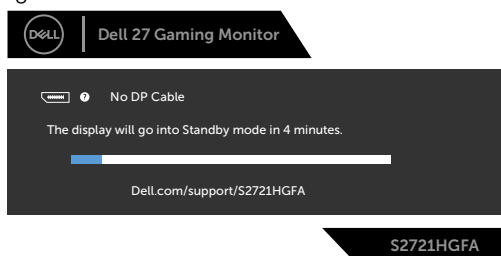 DELL
Dell 27 Gaming Monitor
? No DP Cable
The display will go into Standby mode in 4 minutes.
Dell.com/support/S2721HGFA
S2721HGFA